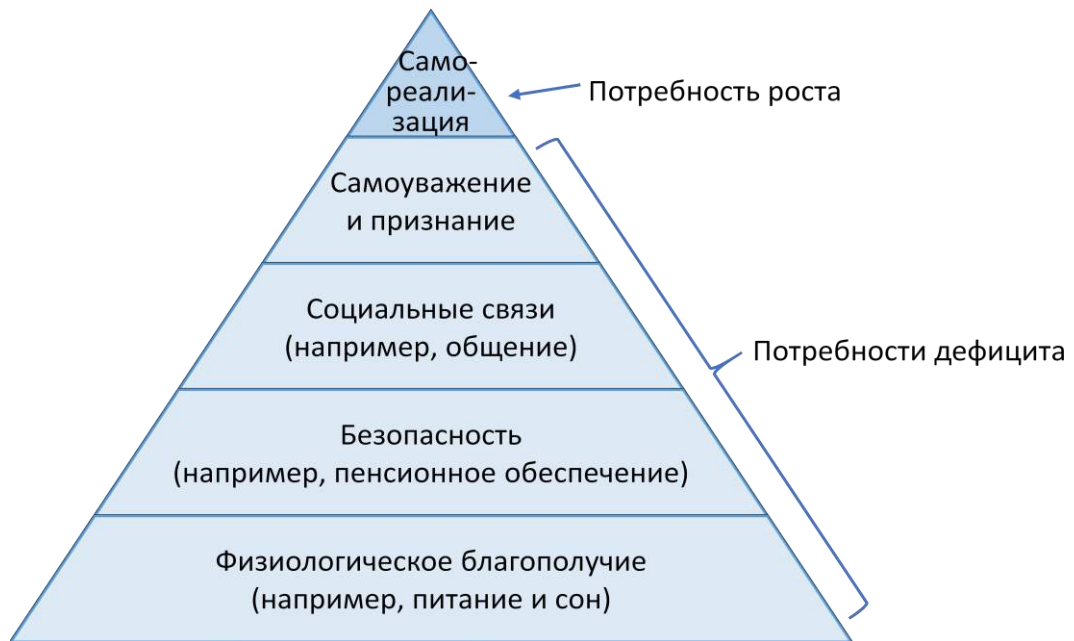 Само-
реали-
зация
Потребность роста
Самоуважение
и признание
Социальные связи
(например, общение)
Потребности дефицита
Безопасность
(например, пенсионное обеспечение)
Физиологическое благополучие
(например, питание и сон)